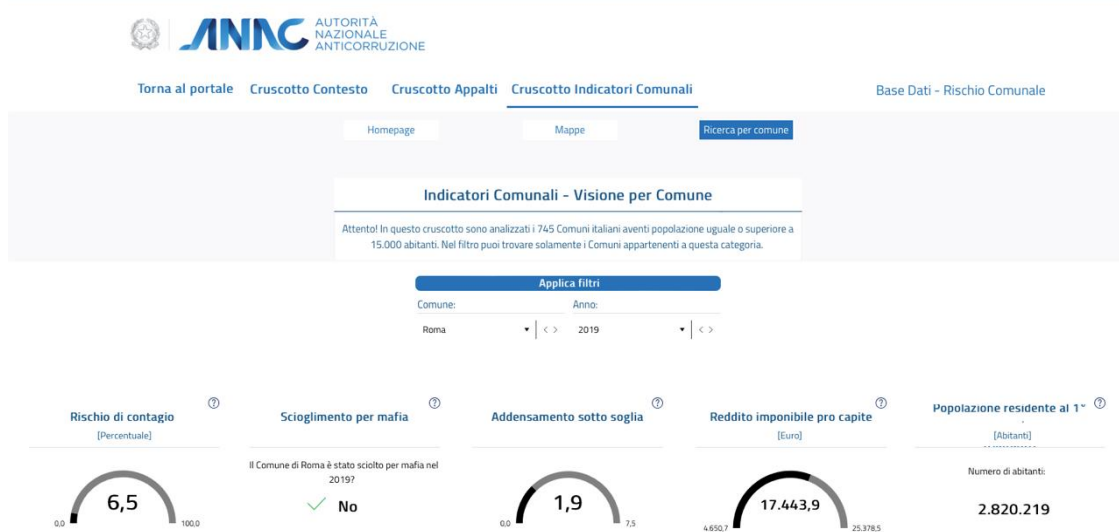 ANAC
AUTORITÀ
NAZIONALE
ANTICORRUZIONE
Torna al portale Cruscotto Contesto Cruscotto Appalti Cruscotto Indicatori Comunali Base Dati - Rischio Comunale
Homepage Mappe Ricerca per comune
Indicatori Comunali - Visione per Comune
Attento! In questo cruscotto sono analizzati i 745 Comuni italiani aventi popolazione uguale o superiore a
15.000 abitanti. Nel filtro puoi trovare solamente i Comuni appartenenti a questa categoria.
Applica filtri
Comune: Anno:
Roma < > 2019 < >
Rischio di contagio ?
[Percentuale]
6,5
0,0 100,0
Scioglimento per mafia ?
Il Comune di Roma è stato sciolto per mafia nel
2019?
No
Addensamento sotto soglia ?
1,9
0,0 7,5
Reddito imponibile pro capite ?
[Euro]
17.443,9
4.650,7 25.378,5
Popolazione residente al 1° ?
[Abitanti]
Numero di abitanti:
2.820.219